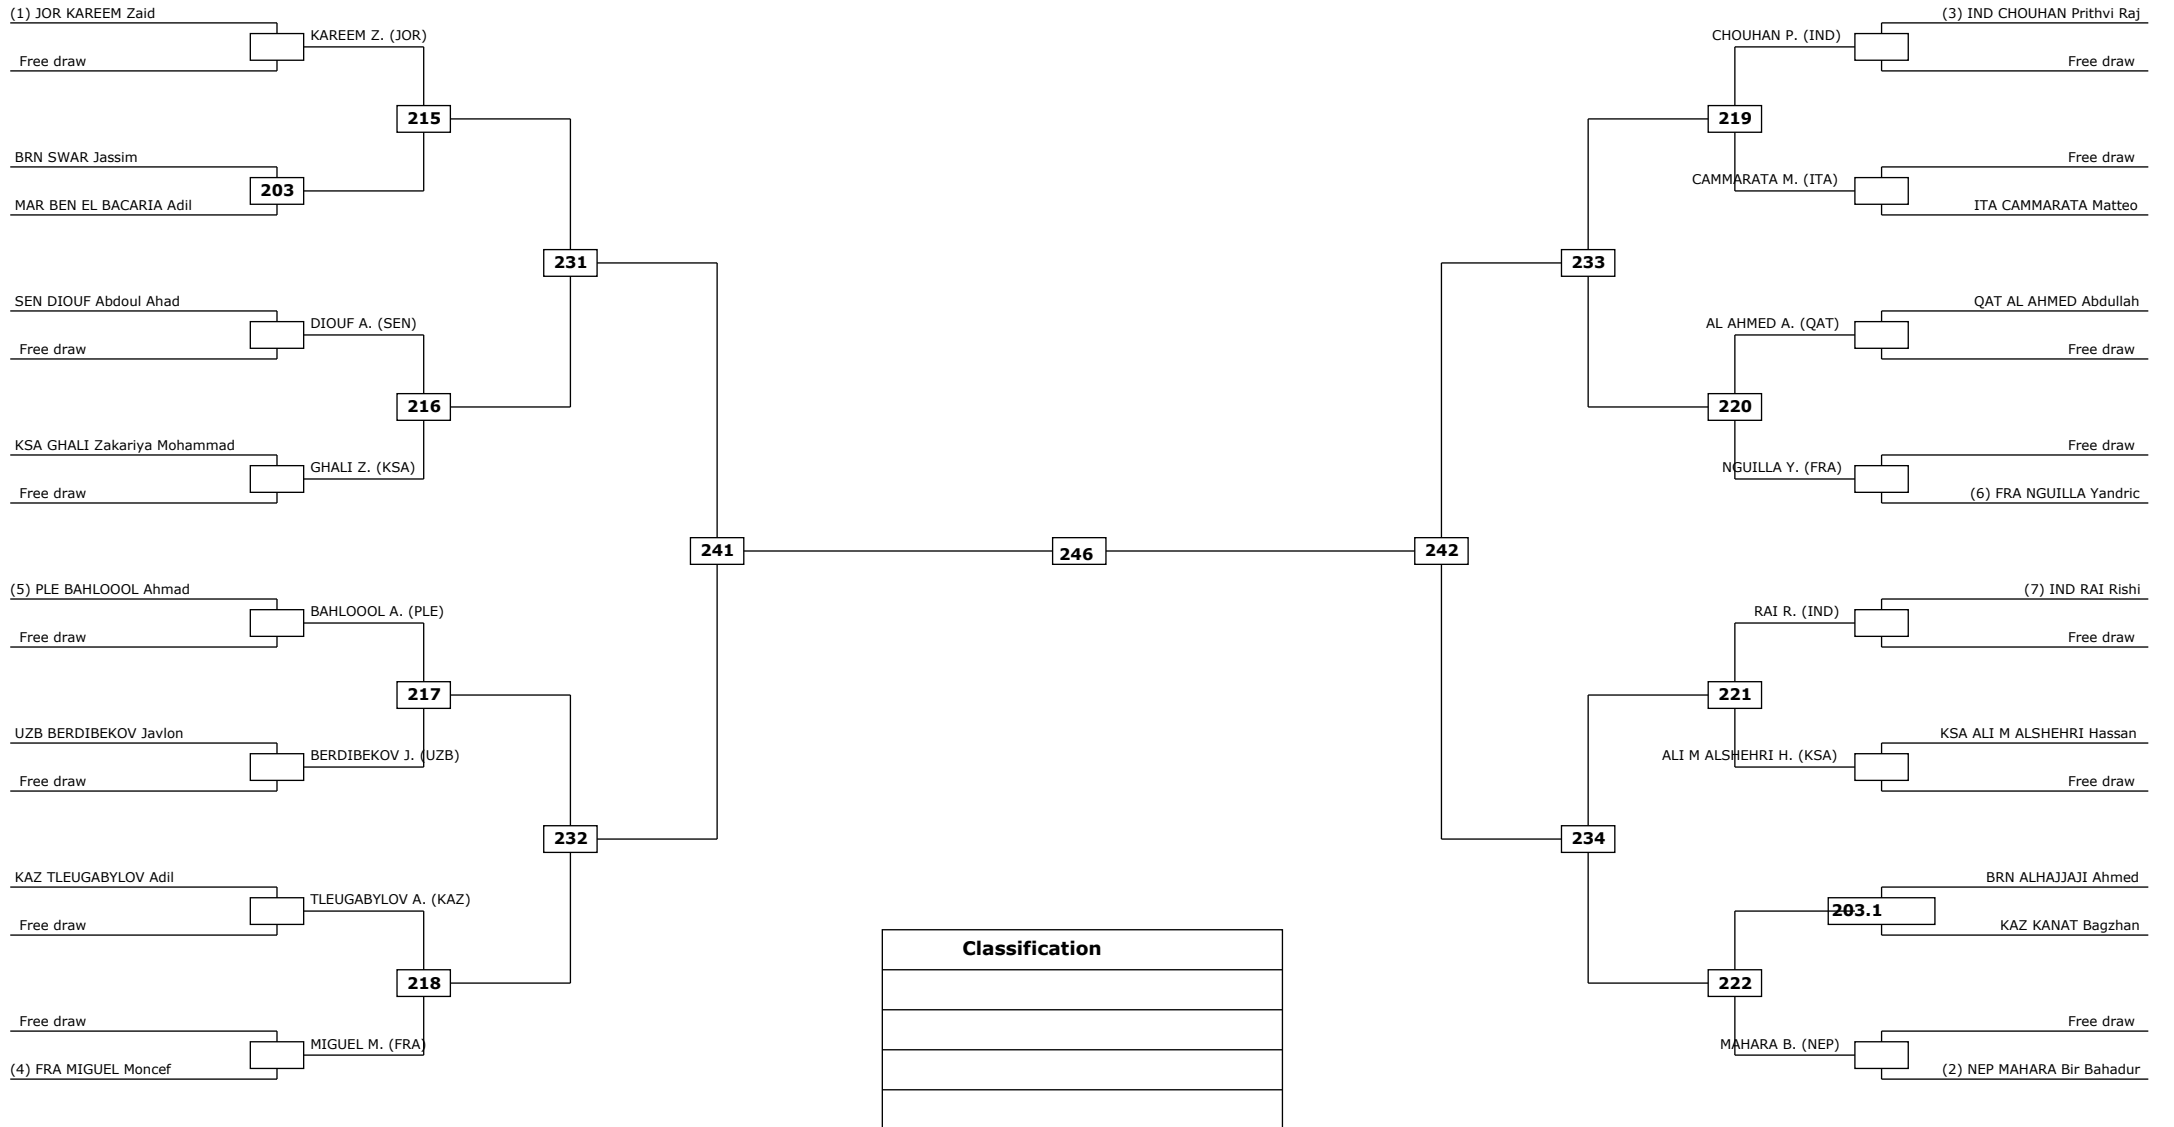 (1) JOR KAREEM Zaid
KAREEM Z. (JOR)
Free draw
215
BRN SWAR Jassim
203
MAR BEN EL BACARIA Adil
231
SEN DIOUF Abdoul Ahad
DIOUF A. (SEN)
Free draw
216
KSA GHALI Zakariya Mohammad
GHALI Z. (KSA)
Free draw
241
(5) PLE BAHLOOOL Ahmad
BAHLOOOL A. (PLE)
Free draw
217
UZB BERDIBEKOV Javlon
BERDIBEKOV J. (UZB)
Free draw
232
KAZ TLEUGABYLOV Adil
TLEUGABYLOV A. (KAZ)
Free draw
218
Free draw
MIGUEL M. (FRA)
(4) FRA MIGUEL Moncef
246
Classification
(3) IND CHOUHAN Prithvi Raj
CHOUHAN P. (IND)
Free draw
219
Free draw
CAMMARATA M. (ITA)
ITA CAMMARATA Matteo
233
QAT AL AHMED Abdullah
AL AHMED A. (QAT)
Free draw
220
Free draw
NGUILLA Y. (FRA)
(6) FRA NGUILLA Yandric
242
(7) IND RAI Rishi
RAI R. (IND)
Free draw
221
KSA ALI M ALSHEHRI Hassan
ALI M ALSHEHRI H. (KSA)
Free draw
234
BRN ALHAJJAJI Ahmed
203.1
KAZ KANAT Bagzhan
222
Free draw
MAHARA B. (NEP)
(2) NEP MAHARA Bir Bahadur